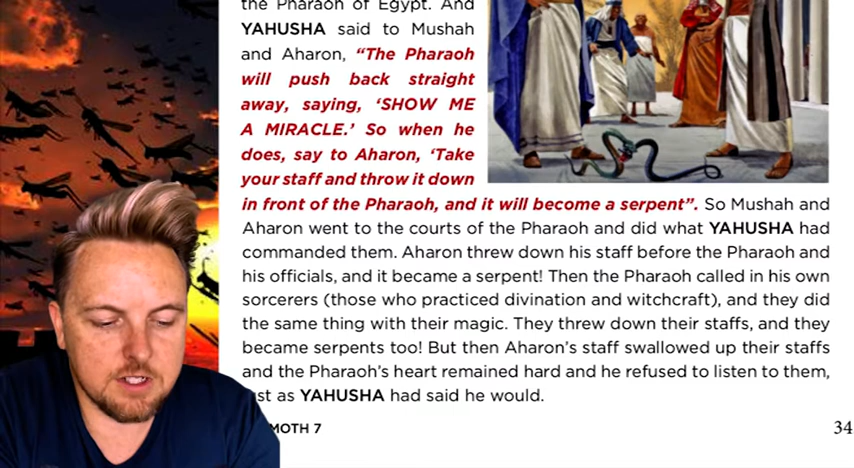 the Pharaoh of Egypt. And
YAHUSHA said to Mushah
and Aharon, “The Pharaoh
will push back straight
away, saying, ‘SHOW ME
A MIRACLE.’ So when he
does, say to Aharon, ‘Take
your staff and throw it down
in front of the Pharaoh, and it will become a serpent”. So Mushah and
Aharon went to the courts of the Pharaoh and did what YAHUSHA had
commanded them. Aharon threw down his staff before the Pharaoh and
his officials, and it became a serpent! Then the Pharaoh called in his own
sorcerers (those who practiced divination and witchcraft), and they did
the same thing with their magic. They threw down their staffs, and they
became serpents too! But then Aharon’s staff swallowed up their staffs
and the Pharaoh’s heart remained hard and he refused to listen to them,
as YAHUSHA had said he would.
MOTH 7
34